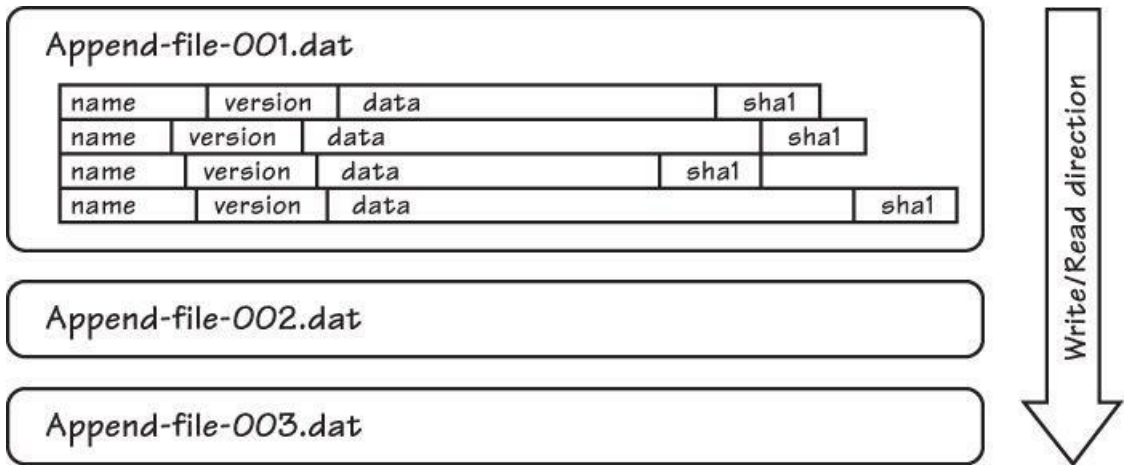 Append-file-001.dat
name version data sha1
name version data sha1
name version data sha1
name version data sha1
Append-file-002.dat
Append-file-003.dat
Write/Read direction